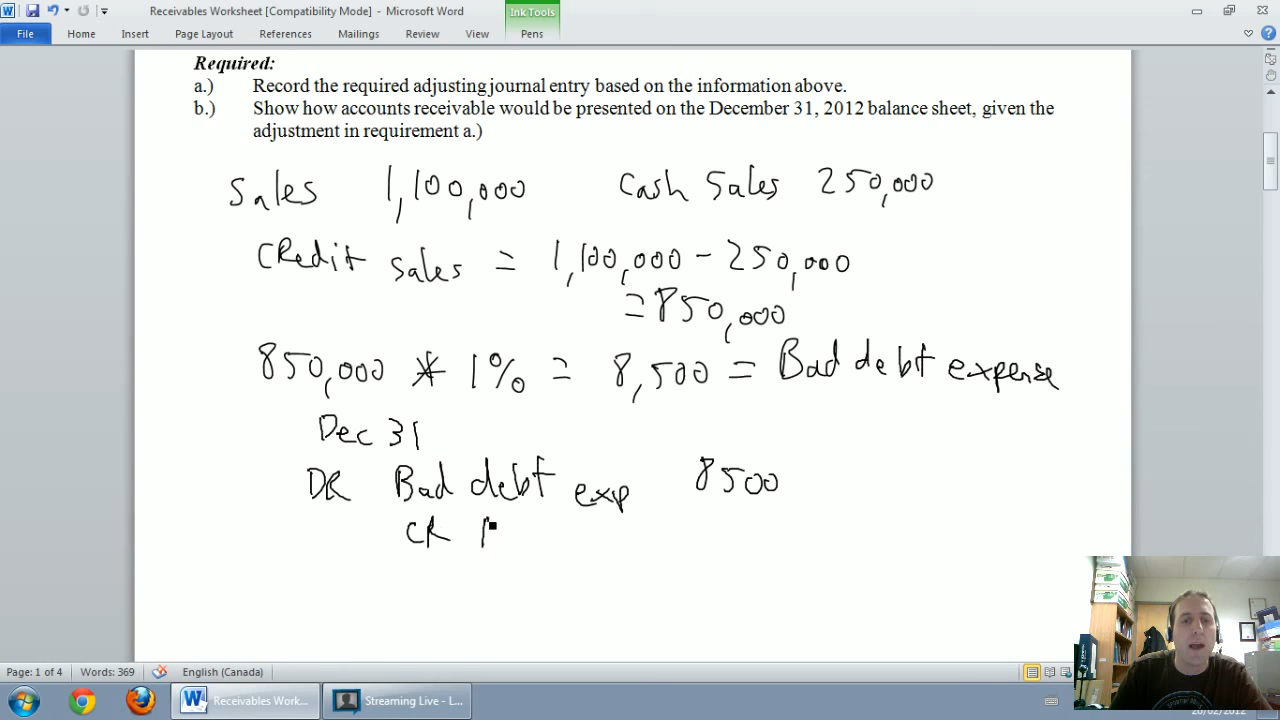 Receivables Worksheet [Compatibility Mode] - Microsoft Word
Ink Tools
File Home Insert Page Layout References Mailings Review View Pens
Required:
a.) Record the required adjusting journal entry based on the information above.
b.) Show how accounts receivable would be presented on the December 31, 2012 balance sheet, given the
adjustment in requirement a.)
Sales 1,100,000 Cash Sales 250,000
CRedit sales = 1,100,000 - 250,000
= 850,000
850,000 * 1% = 8,500 = Bad debt expense
Dec 31
DR Bad debt exp 8500
CR
Page: 1 of 4 Words: 369 English (Canada)
Receivables Work... Streaming Live - L...